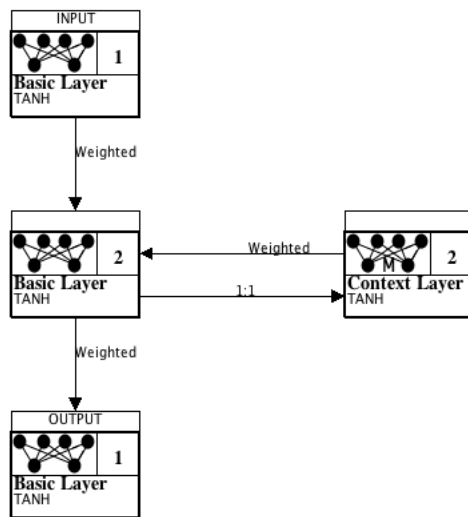 INPUT
1
Basic Layer
TANH
Weighted
2
Basic Layer
TANH
Weighted
1:1
M
2
Context Layer
TANH
Weighted
OUTPUT
1
Basic Layer
TANH